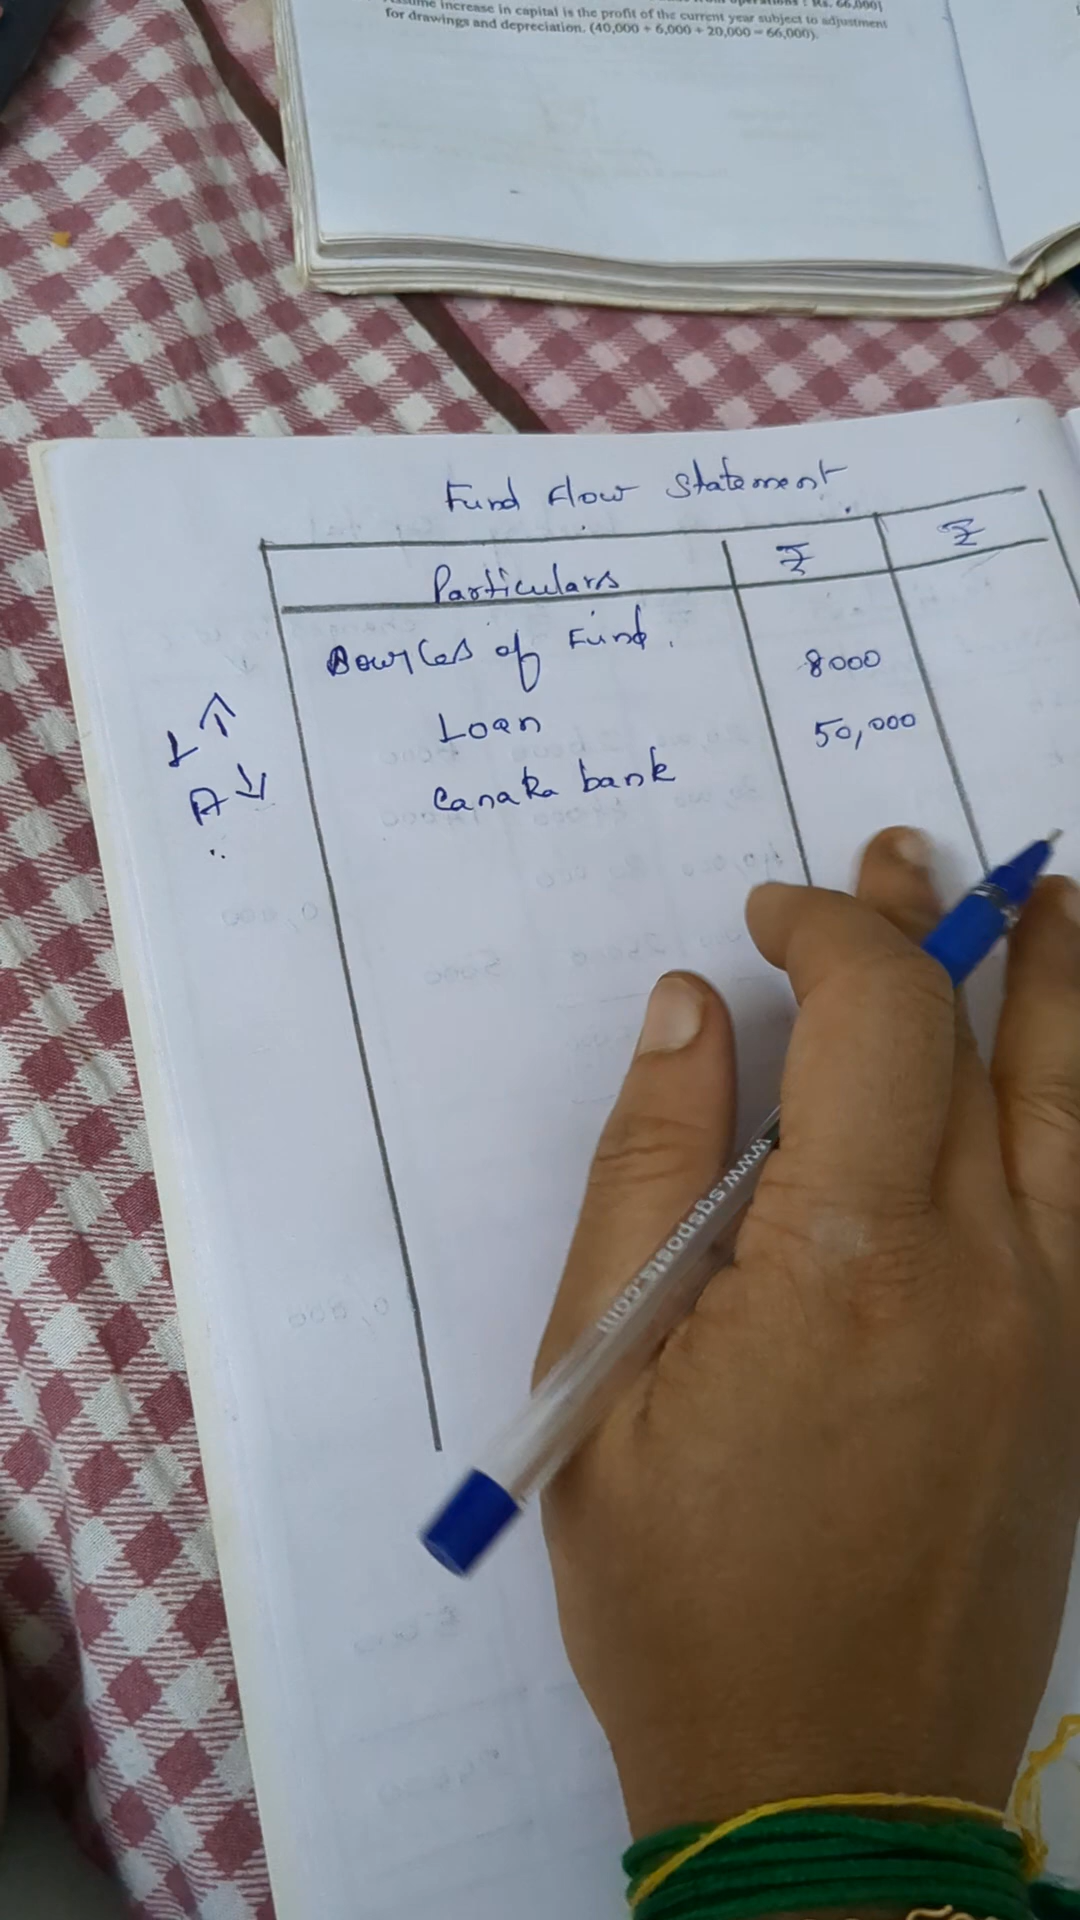 increase in capital is the profit of the current year subject to adjustment
for drawings and depreciation. (40,000 + 6,000 + 20,000 = 66,000).
Fund Flow Statement
Particulars ₹ ₹
Sources of Fund.
Loan 8000
Canara bank 50,000
L ↑
A ↓
www.sqsposts.com